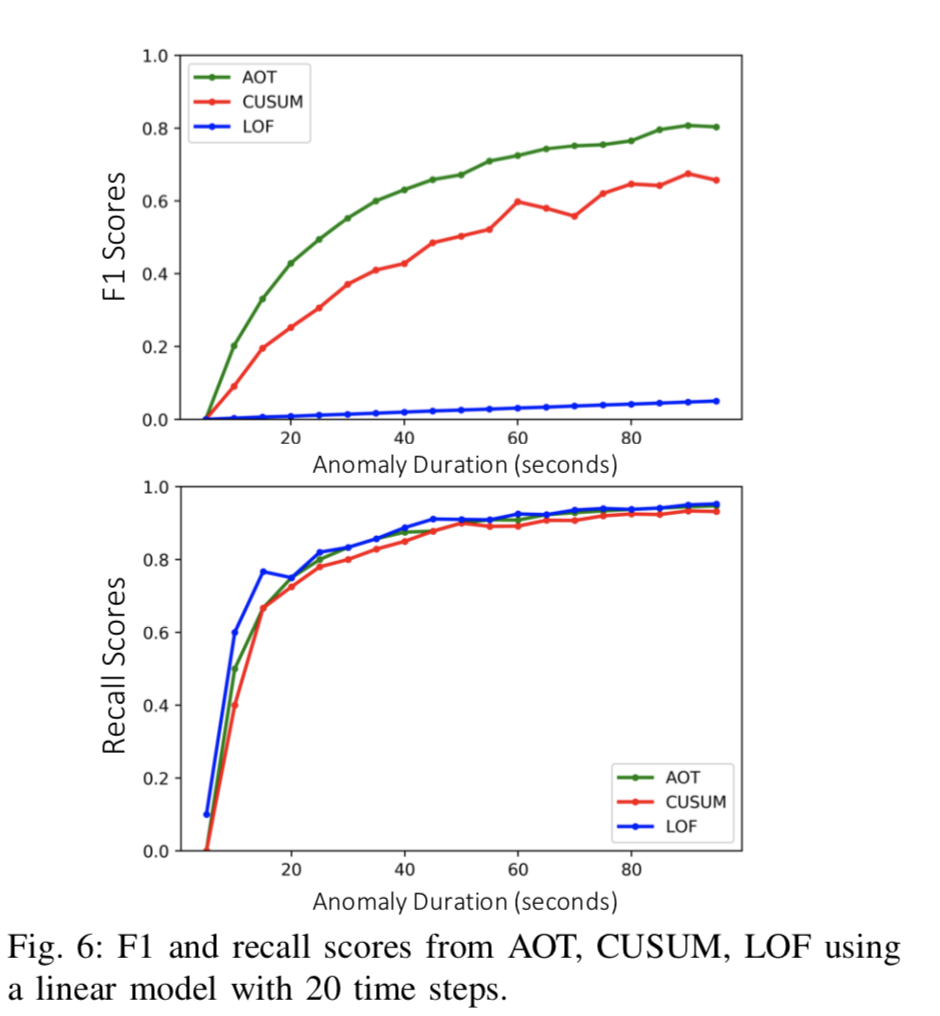 1.0
AOT
CUSUM
LOF
0.8
0.6
0.4
0.2
0.0
F1 Scores
20 40 60 80
Anomaly Duration (seconds)
1.0
0.8
0.6
0.4
0.2
0.0
Recall Scores
AOT
CUSUM
LOF
20 40 60 80
Anomaly Duration (seconds)
Fig. 6: F1 and recall scores from AOT, CUSUM, LOF using
a linear model with 20 time steps.